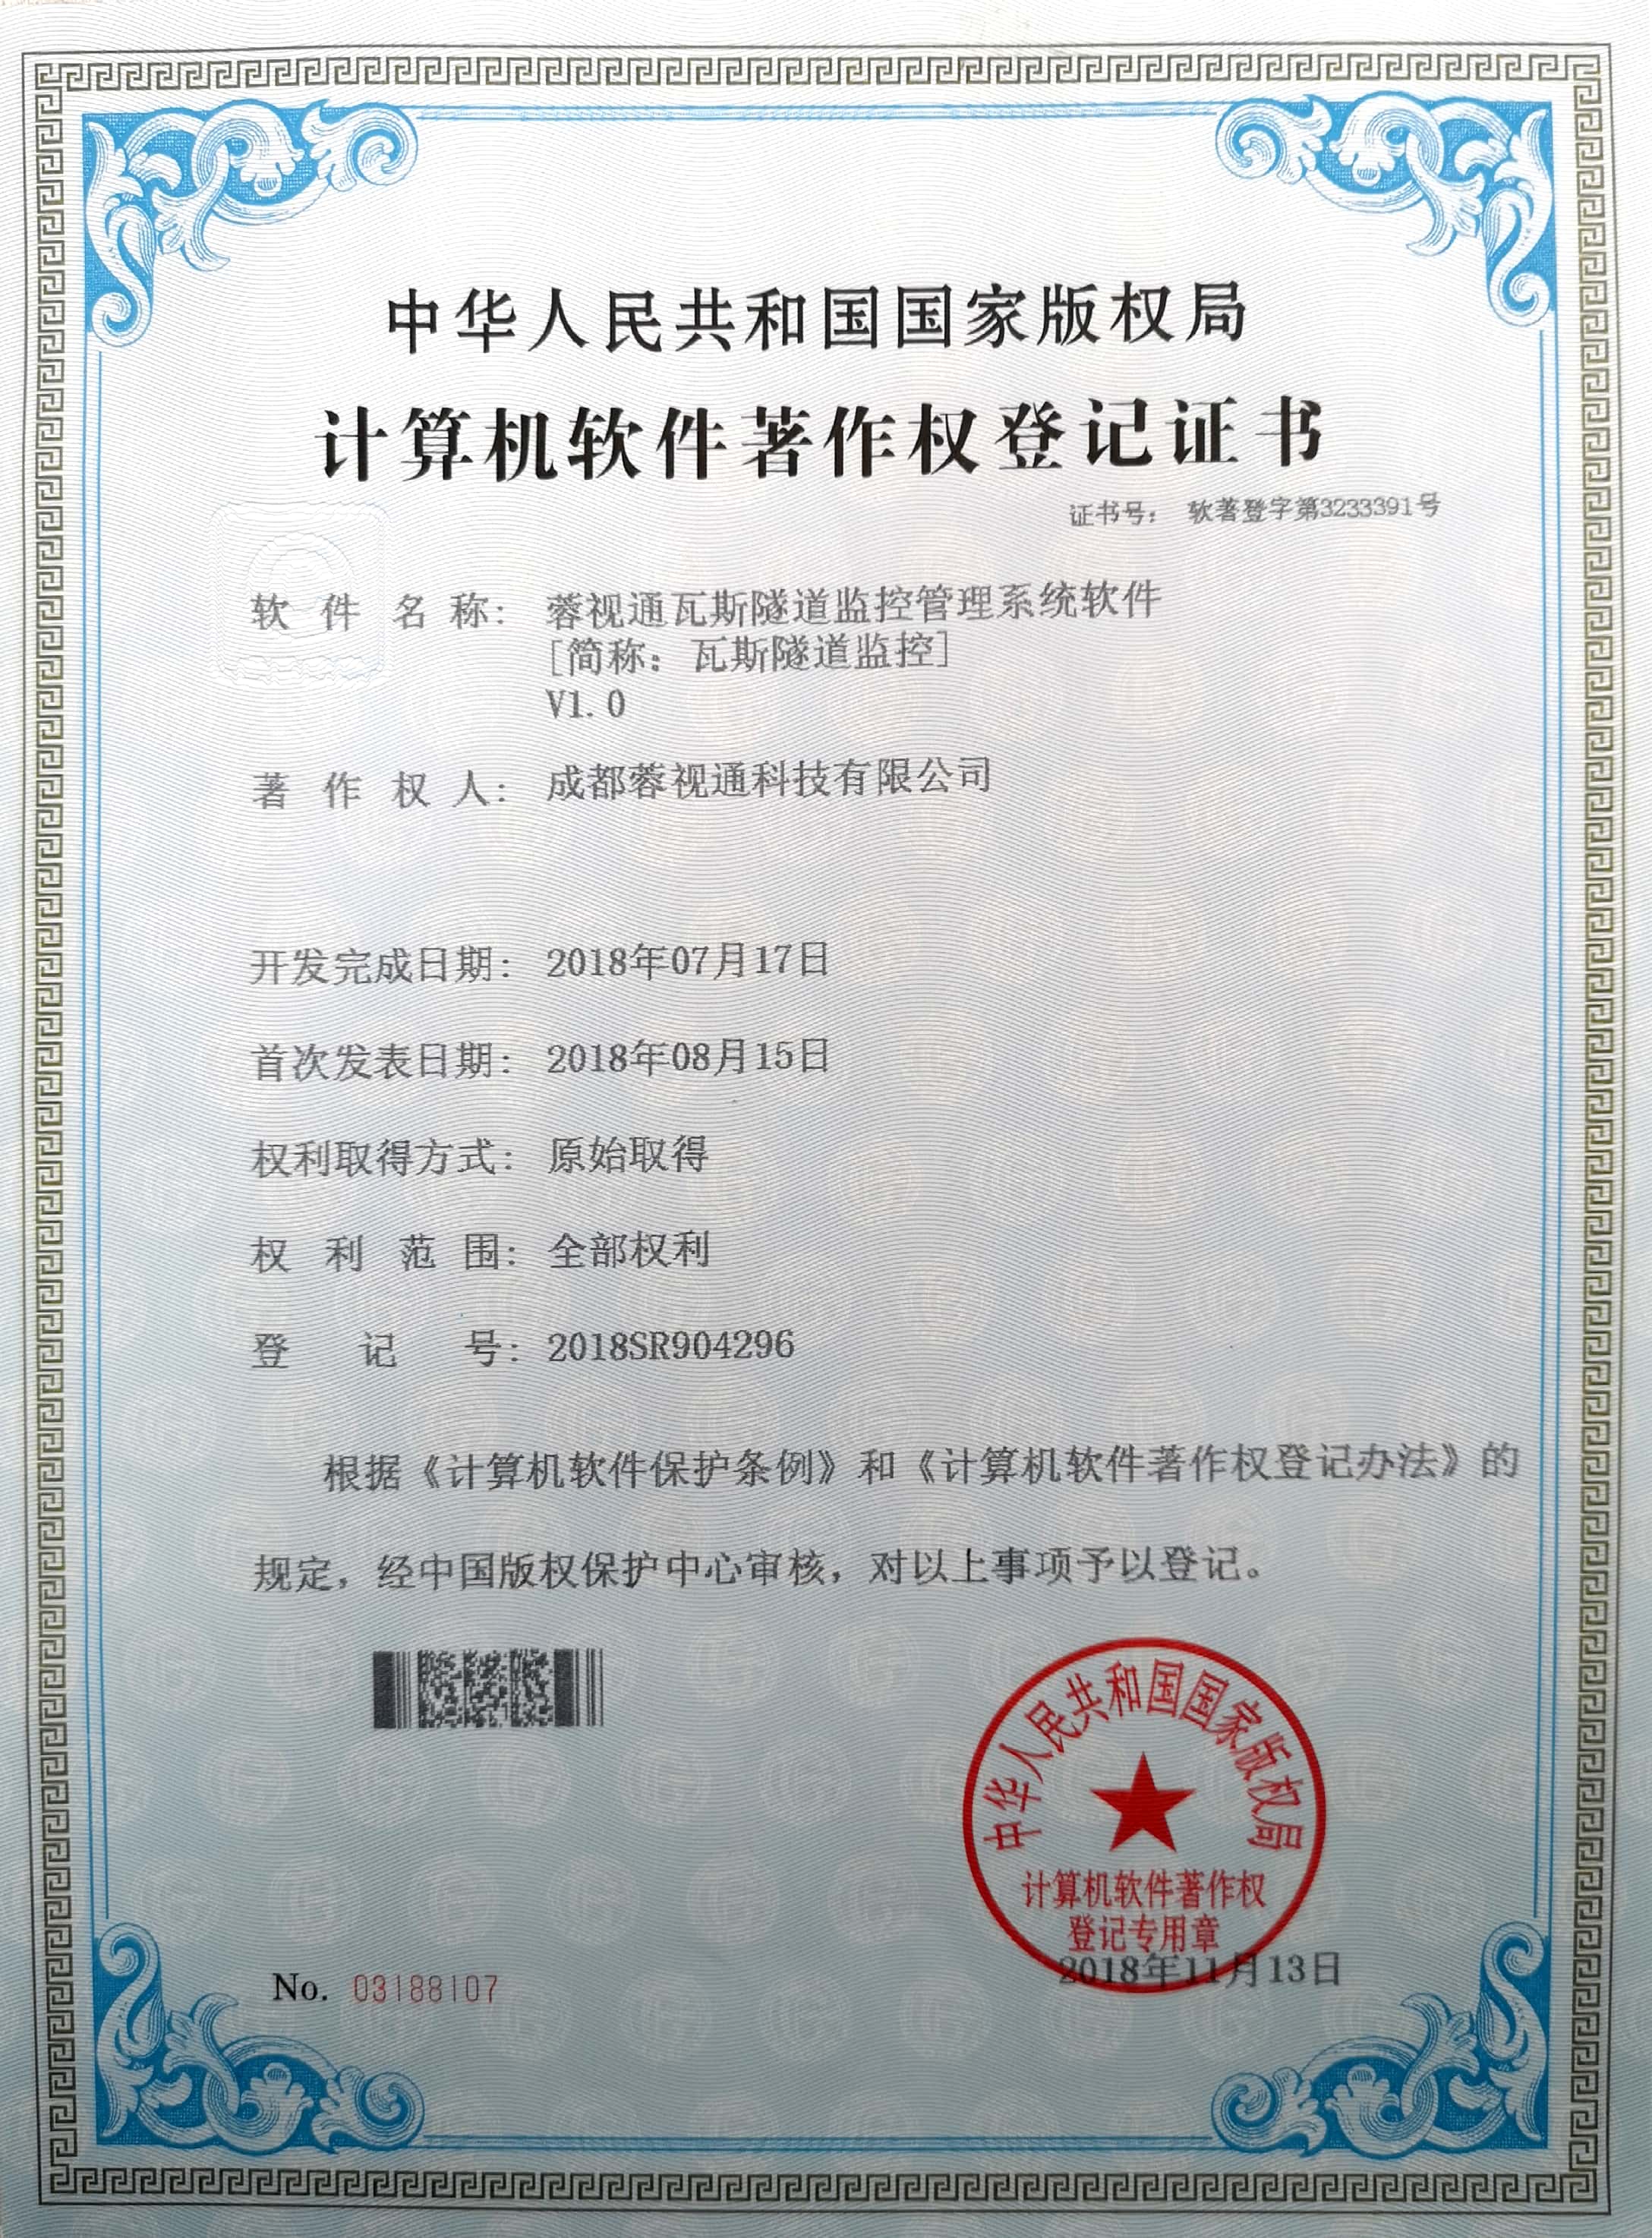 中华人民共和国国家版权局
计算机软件著作权登记证书
证书号： 软著登字第3233391号
软件名称： 蓉视通瓦斯隧道监控管理系统软件
[简称：瓦斯隧道监控]
V1.0
著作权人： 成都蓉视通科技有限公司
开发完成日期： 2018年07月17日
首次发表日期： 2018年08月15日
权利取得方式： 原始取得
权利范围： 全部权利
登记号： 2018SR904296
根据《计算机软件保护条例》和《计算机软件著作权登记办法》的
规定，经中国版权保护中心审核，对以上事项予以登记。
中华人民共和国国家版权局
计算机软件著作权
登记专用章
2018年11月13日
No. 03188107